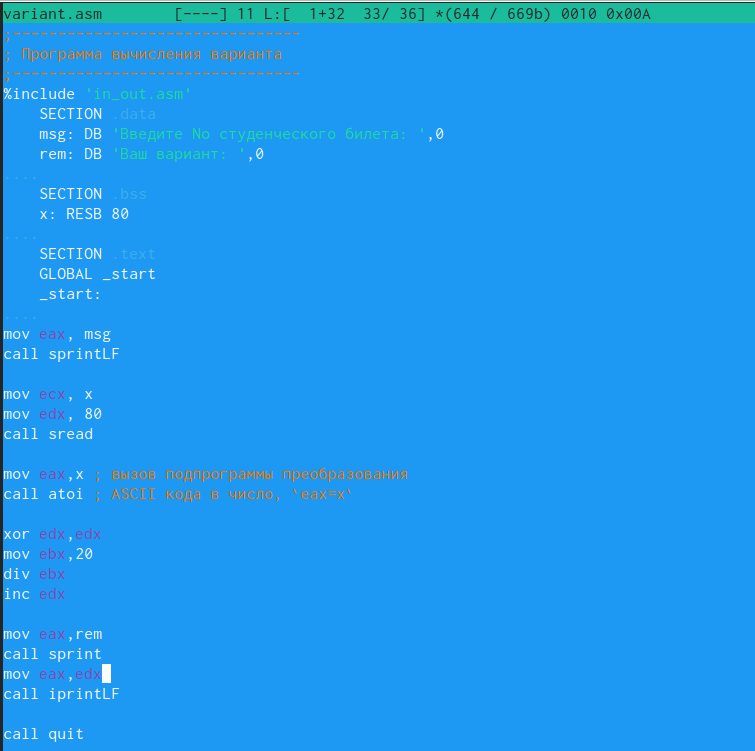 variant.asm [----] 11 L:[ 1+32 33/ 36] *(644 / 669b) 0010 0x00A
;--------------------------------
; Программа вычисления варианта
;--------------------------------
%include 'in_out.asm'
SECTION .data
msg: DB 'Введите No студенческого билета: ',0
rem: DB 'Ваш вариант: ',0
....
SECTION .bss
x: RESB 80
....
SECTION .text
GLOBAL _start
_start:
....
mov eax, msg
call sprintLF
mov ecx, x
mov edx, 80
call sread
mov eax,x ; вызов подпрограммы преобразования
call atoi ; ASCII кода в число, `eax=x`
xor edx,edx
mov ebx,20
div ebx
inc edx
mov eax,rem
call sprint
mov eax,edx
call iprintLF
call quit